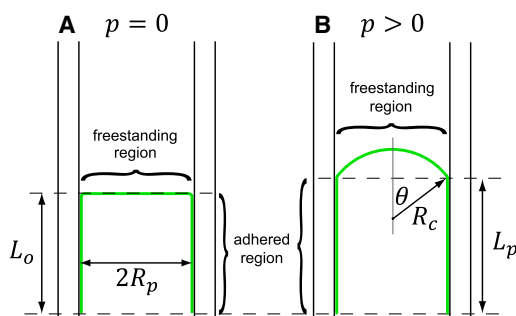 A
p = 0
freestanding
region
L_o
2R_p
adhered
region
B
p > 0
freestanding
region
θ
R_c
L_p